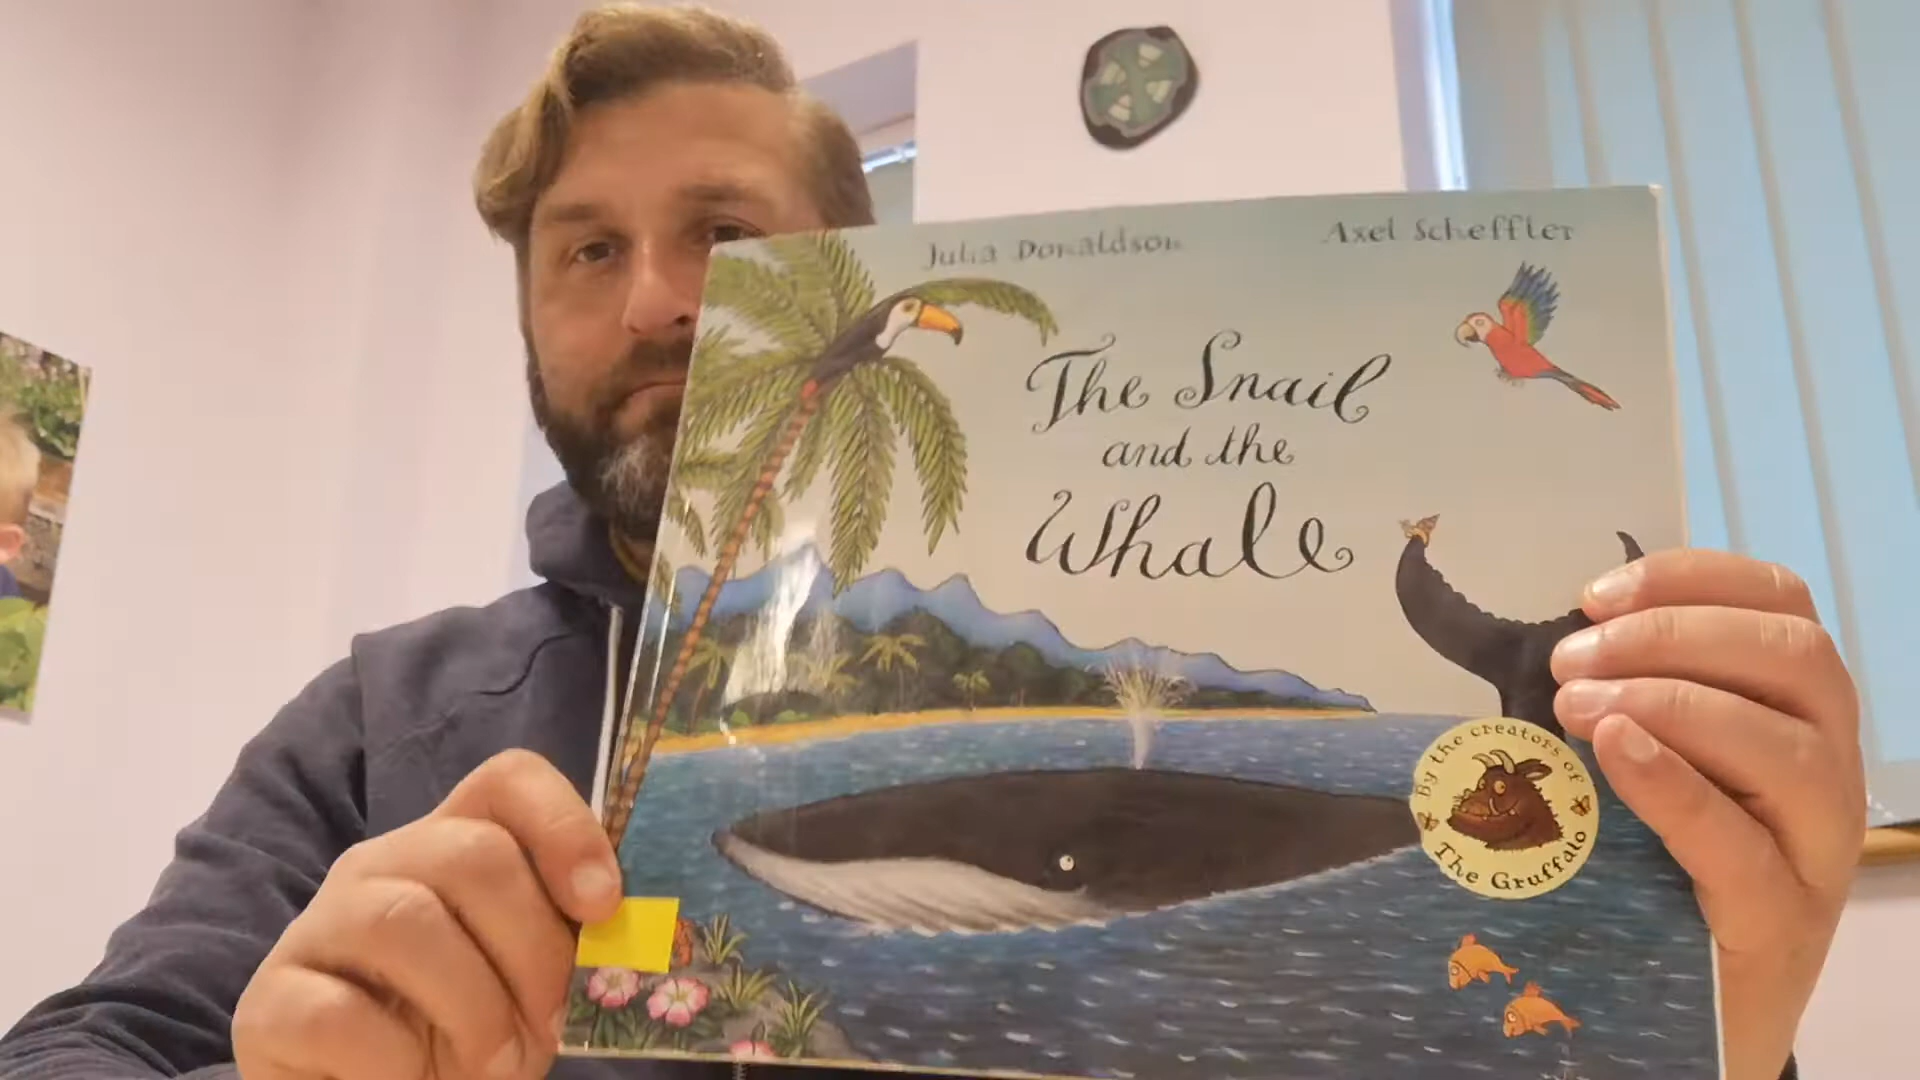 Julia Donaldson
Axel Scheffler
The Snail
and the
Whale
By the creators of
The Gruffalo